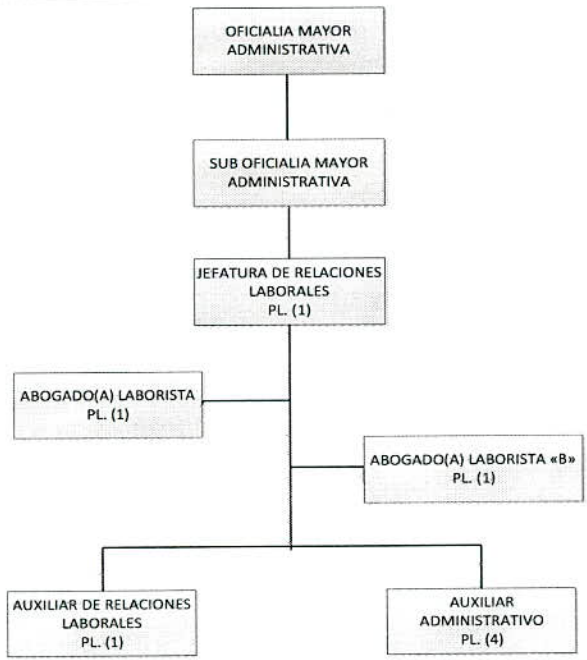 OFICIALIA MAYOR
ADMINISTRATIVA
SUB OFICIALIA MAYOR
ADMINISTRATIVA
JEFATURA DE RELACIONES
LABORALES
PL. (1)
ABOGADO(A) LABORISTA
PL. (1)
ABOGADO(A) LABORISTA «B»
PL. (1)
AUXILIAR DE RELACIONES
LABORALES
PL. (1)
AUXILIAR
ADMINISTRATIVO
PL. (4)